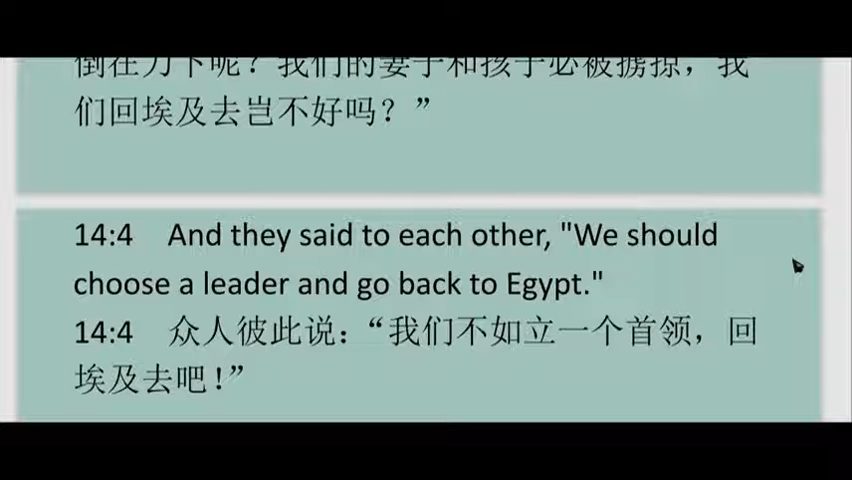 倒在刀下呢？我们的妻子和孩子必被掳掠，我
们回埃及去岂不好吗？”
14:4 And they said to each other, "We should
choose a leader and go back to Egypt."
14:4 众人彼此说：“我们不如立一个首领，回
埃及去吧！”